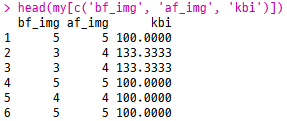 > head(my[c('bf_img', 'af_img', 'kbi')])
  bf_img af_img      kbi
1      5      5 100.0000
2      3      4 133.3333
3      3      4 133.3333
4      5      5 100.0000
5      4      4 100.0000
6      5      5 100.0000